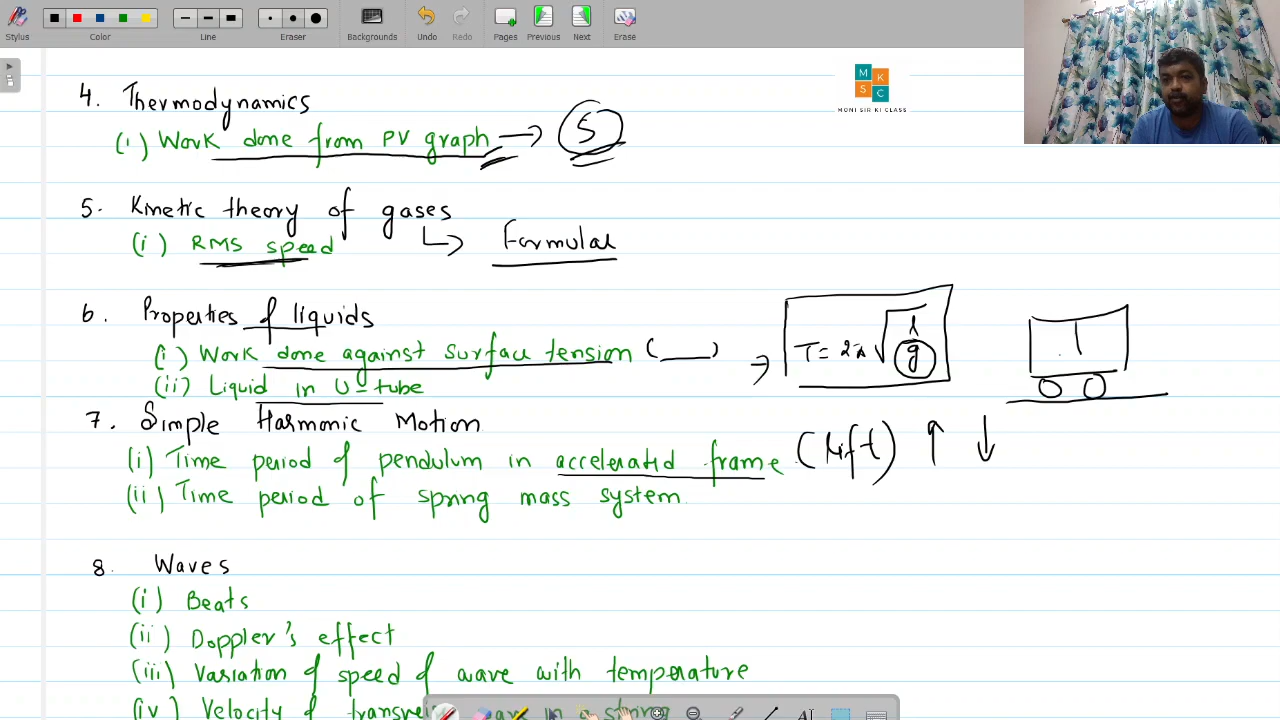 Stylus
Color
Line
Eraser
Backgrounds
Undo
Redo
Pages
Previous
Next
Erase
M K
S C
MONI SIR KI CLASS
4. Thermodynamics
(i) Work done from PV graph → 5
5. Kinetic theory of gases
(i) RMS speed
Formulae
6. Properties of liquids
(i) Work done against surface tension (___)
(ii) Liquid in U-tube
T = 2π√l/g
7. Simple Harmonic Motion
(i) Time period of pendulum in accelerated frame (lift) ↑ ↓
(ii) Time period of spring mass system.
8. Waves
(i) Beats
(ii) Doppler's effect
(iii) Variation of speed of wave with temperature
(iv) Velocity of in a string